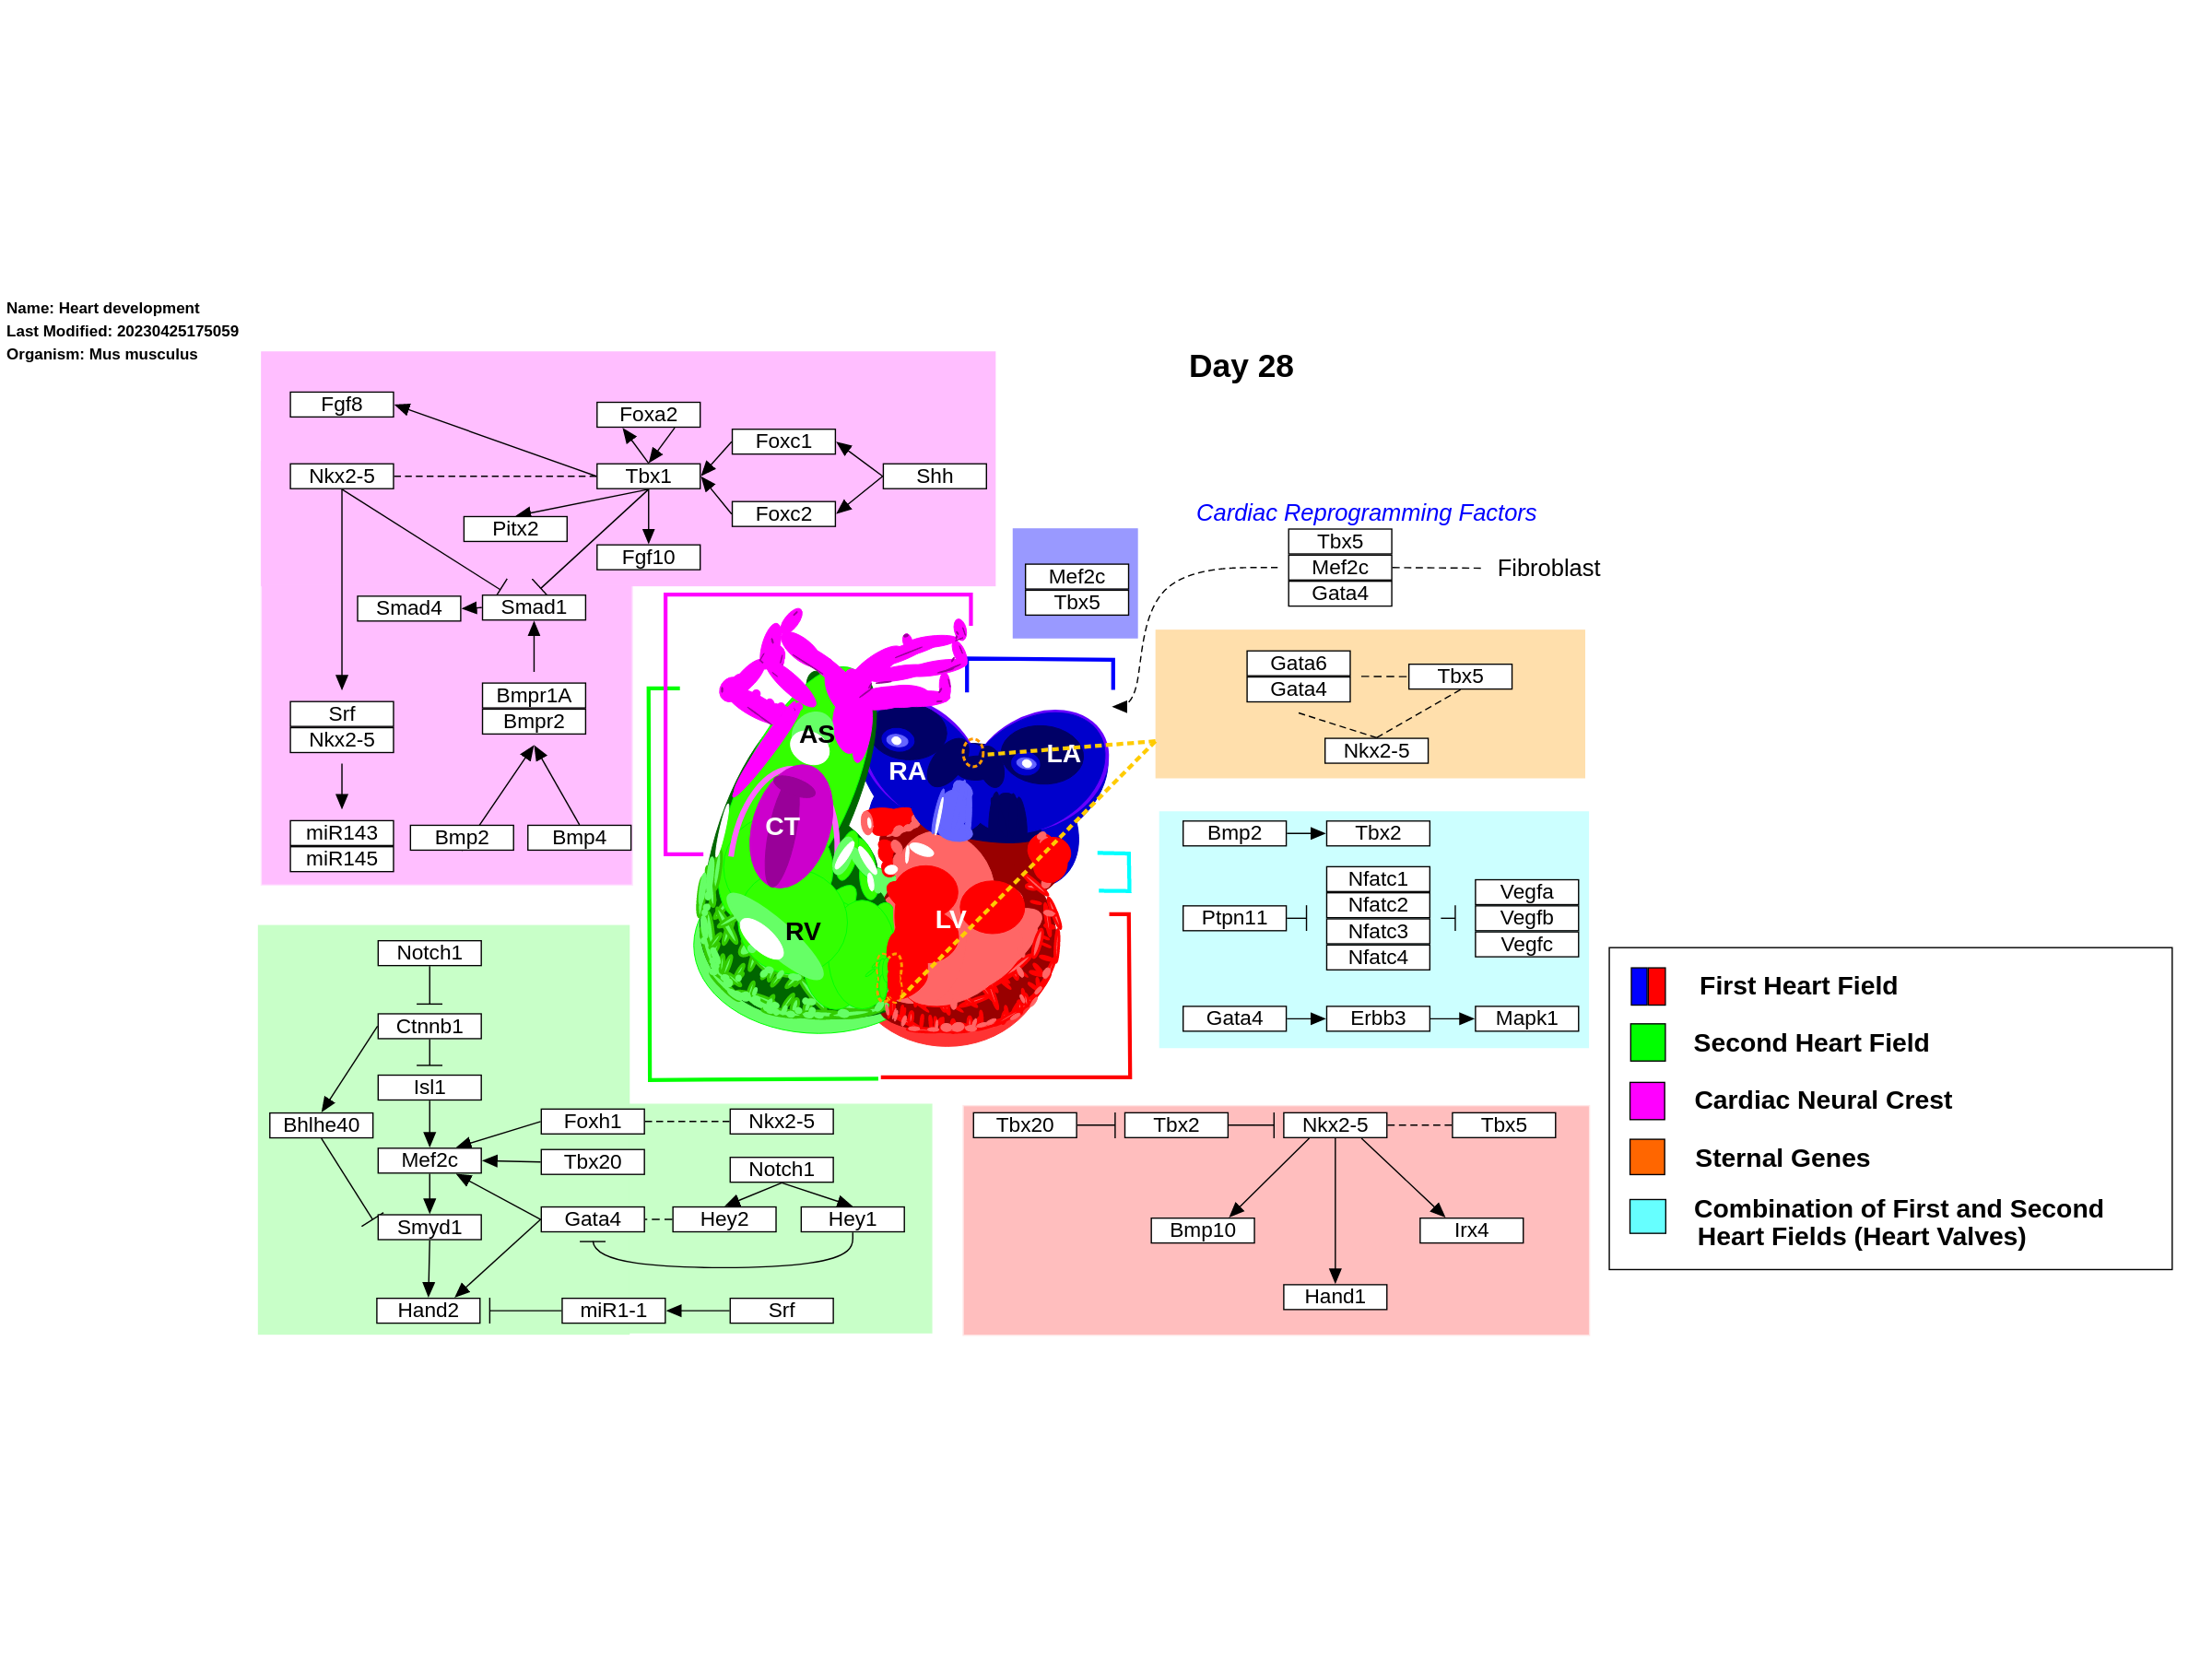 Name: Heart development
Last Modified: 20230425175059
Organism: Mus musculus
Day 28
Fgf8
Foxa2
Foxc1
Nkx2-5
Tbx1
Shh
Foxc2
Pitx2
Fgf10
Smad4
Smad1
Bmpr1A
Bmpr2
Srf
Nkx2-5
miR143
miR145
Bmp2
Bmp4
Mef2c
Tbx5
Cardiac Reprogramming Factors
Tbx5
Mef2c
Gata4
Fibroblast
Gata6
Gata4
Tbx5
Nkx2-5
AS
RA
LA
CT
RV
LV
Bmp2
Tbx2
Ptpn11
Nfatc1
Nfatc2
Nfatc3
Nfatc4
Vegfa
Vegfb
Vegfc
Gata4
Erbb3
Mapk1
Notch1
Ctnnb1
Isl1
Bhlhe40
Foxh1
Nkx2-5
Mef2c
Tbx20
Notch1
Smyd1
Gata4
Hey2
Hey1
Hand2
miR1-1
Srf
Tbx20
Tbx2
Nkx2-5
Tbx5
Bmp10
Irx4
Hand1
First Heart Field
Second Heart Field
Cardiac Neural Crest
Sternal Genes
Combination of First and Second
Heart Fields (Heart Valves)